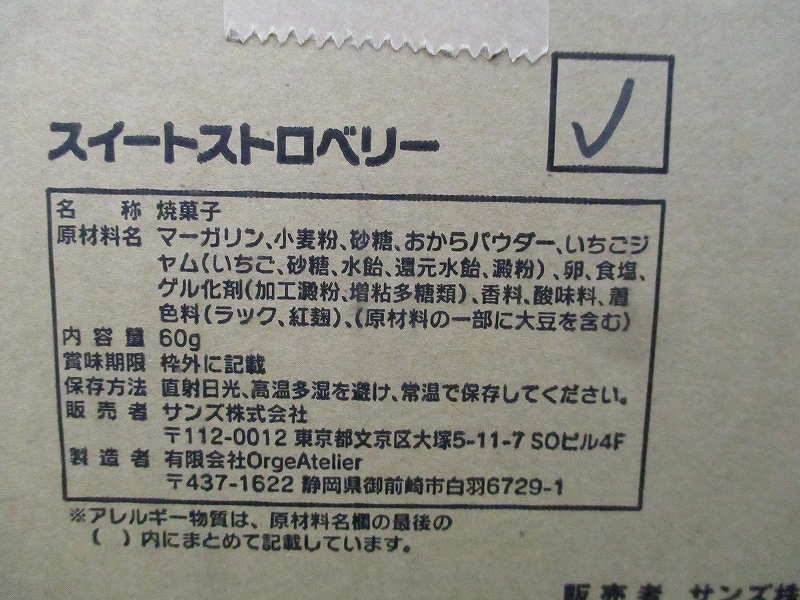 スイートストロベリー
名称 焼菓子
原材料名 マーガリン、小麦粉、砂糖、おからパウダー、いちごジ
ャム(いちご、砂糖、水飴、還元水飴、澱粉)、卵、食塩、
ゲル化剤(加工澱粉、増粘多糖類)、香料、酸味料、着
色料(ラック、紅麹)、(原材料の一部に大豆を含む)
内容量 60g
賞味期限 枠外に記載
保存方法 直射日光、高温多湿を避け、常温で保存してください。
販売者 サンズ株式会社
〒112-0012 東京都文京区大塚5-11-7 SOビル4F
製造者 有限会社OrgeAtelier
〒437-1622 静岡県御前崎市白羽6729-1
※アレルギー物質は、原材料名欄の最後の
( )内にまとめて記載しています。
販売者 サンズ株